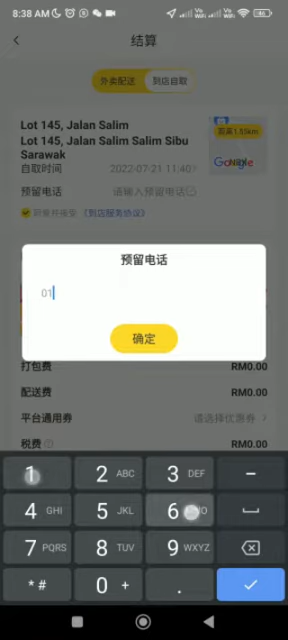 8:38 AM
结算
外卖配送 到店自取
Lot 145, Jalan Salim
Lot 145, Jalan Salim Salim Sibu
Sarawak
距离1.55km
Google
自取时间 2022-07-21 11:40
预留电话 请输入预留电话
《到店服务协议》
预留电话
01
确定
打包费 RM0.00
配送费 RM0.00
平台通用券 请选择优惠券
税费 RM0.00
1 2 ABC 3 DEF -
4 GHI 5 JKL 6 MNO
7 PQRS 8 TUV 9 WXYZ
* # 0 + .